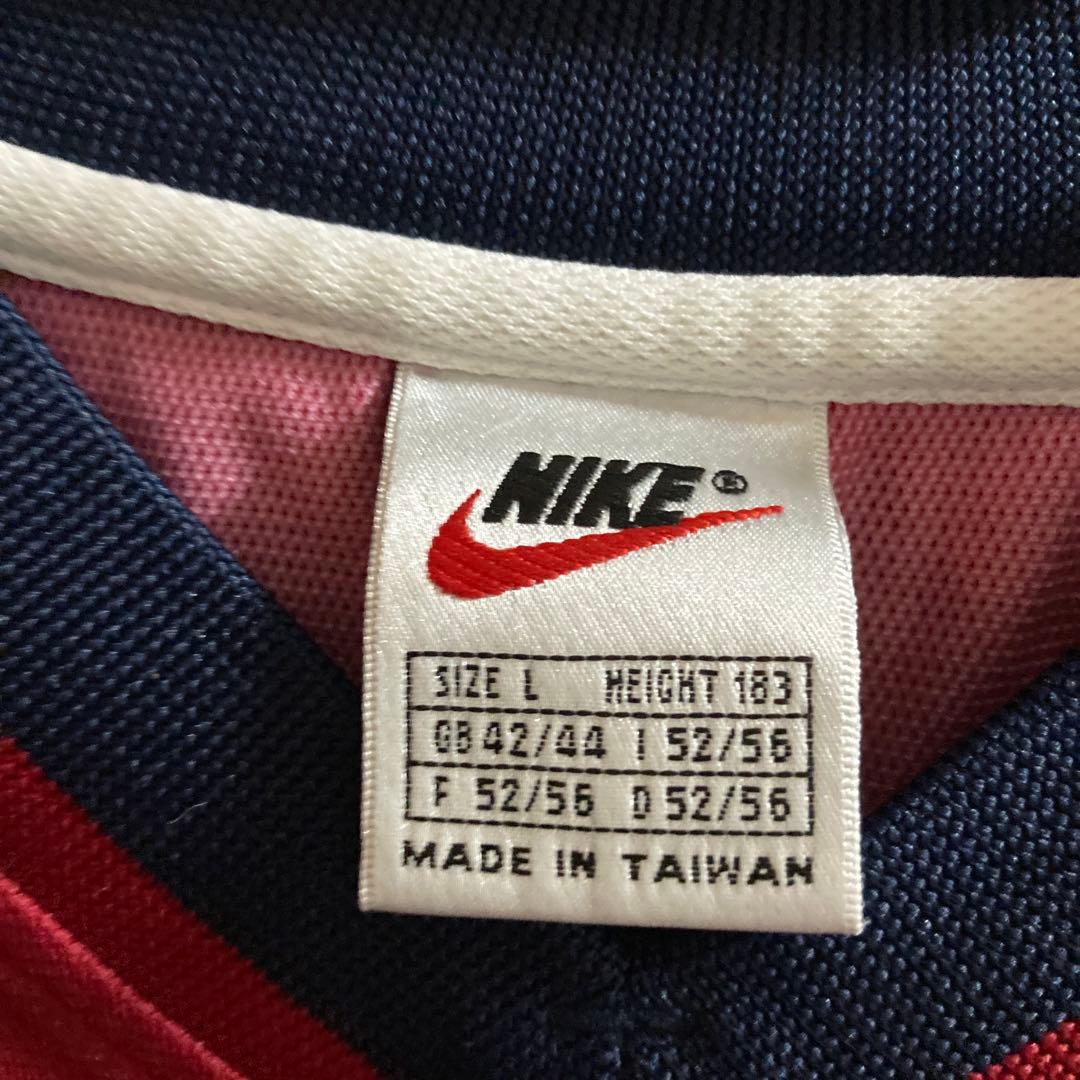 NIKE®
SIZE L HEIGHT 183
GB 42/44 I 52/56
F 52/56 D 52/56
MADE IN TAIWAN